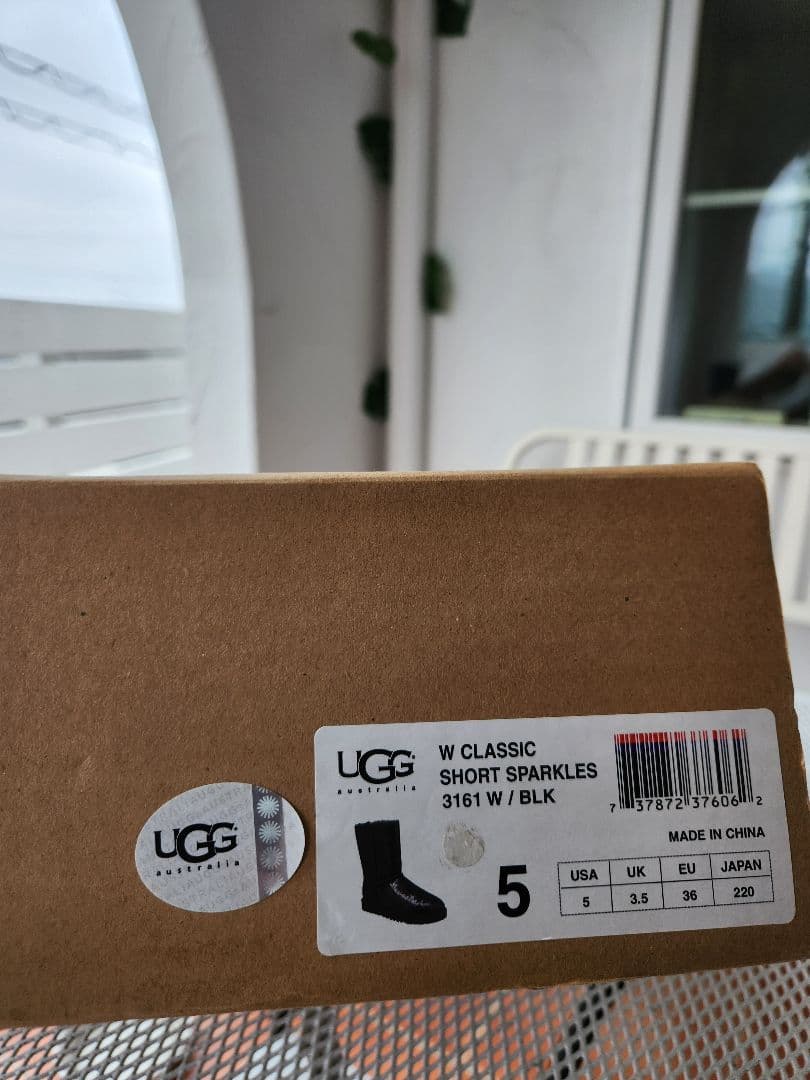 UGG
australia
UGG
australia
W CLASSIC
SHORT SPARKLES
3161 W / BLK
7 37872 37606 2
MADE IN CHINA
5
USA UK EU JAPAN
5 3.5 36 220